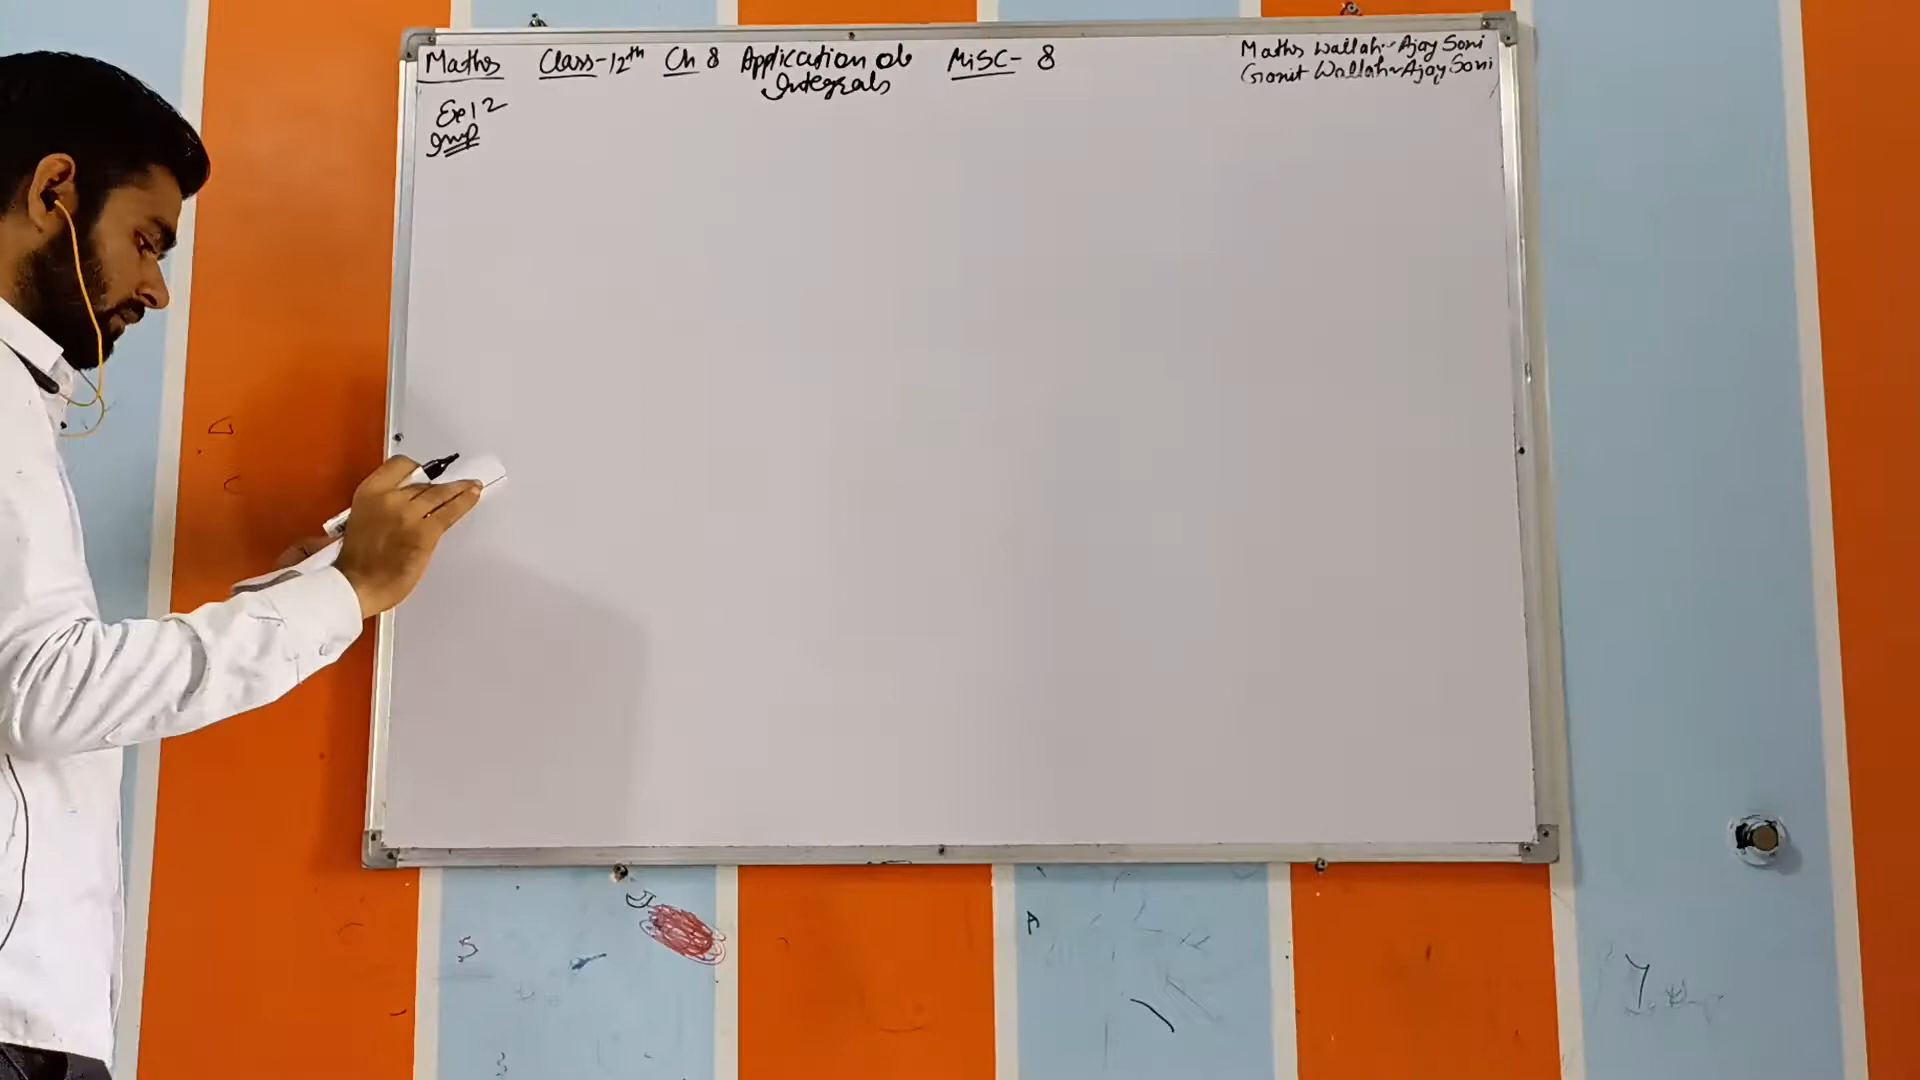 Maths Class-12th Ch 8 Application of Integrals MISC- 8
Maths Wallah~Ajay Soni
Ganit Wallah~Ajay Soni
Ex 12
Imp
S
A